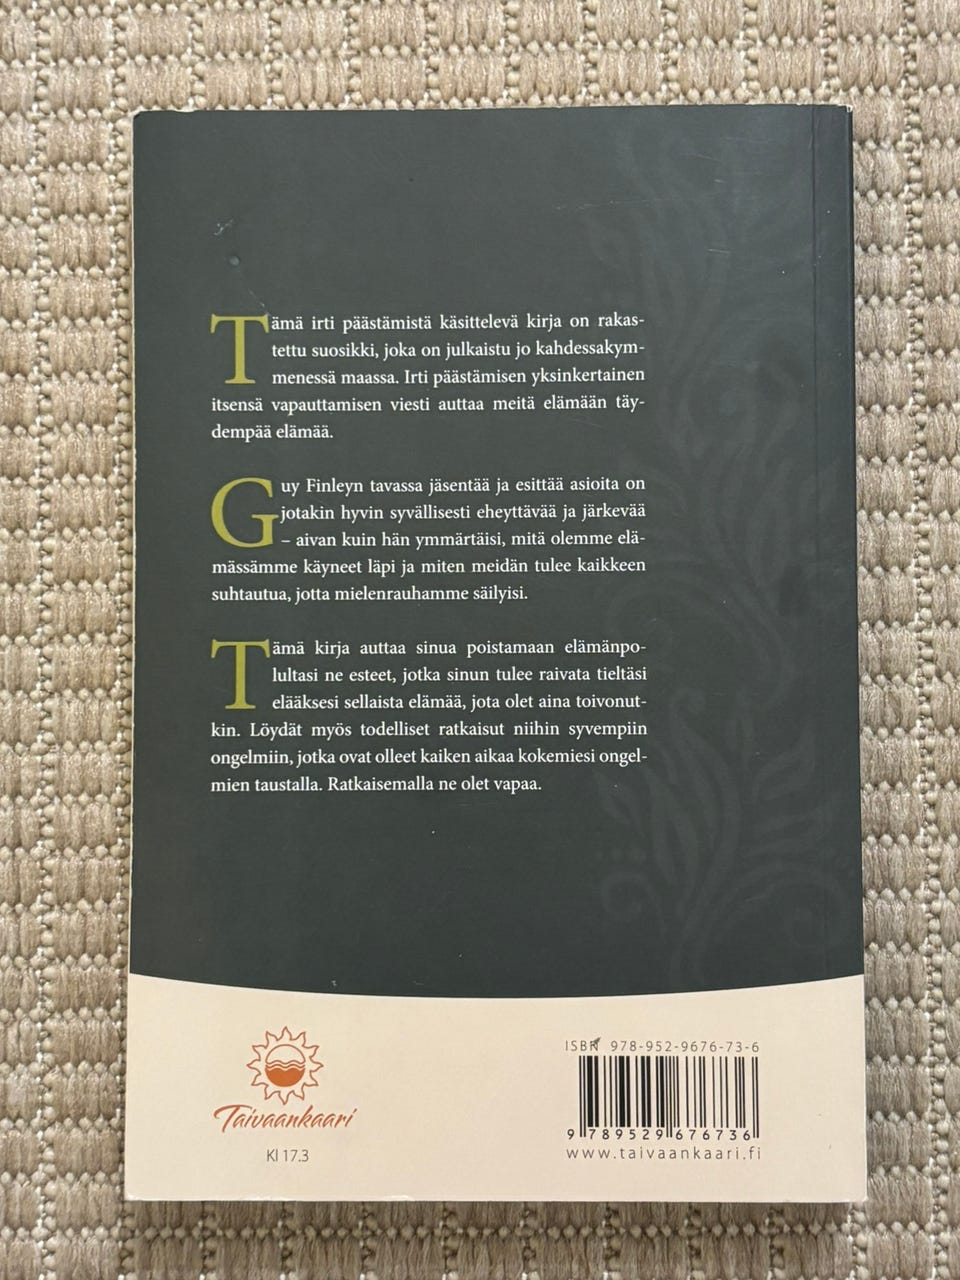 Tämä irti päästämistä käsittelevä kirja on rakas-
tettu suosikki, joka on julkaistu jo kahdessakym-
menessä maassa. Irti päästämisen yksinkertainen
itsensä vapauttamisen viesti auttaa meitä elämään täy-
dempää elämää.
Guy Finleyn tavassa jäsentää ja esittää asioita on
jotakin hyvin syvällisesti eheyttävää ja järkevää
– aivan kuin hän ymmärtäisi, mitä olemme elä-
mässämme käyneet läpi ja miten meidän tulee kaikkeen
suhtautua, jotta mielenrauhamme säilyisi.
Tämä kirja auttaa sinua poistamaan elämänpo-
lultasi ne esteet, jotka sinun tulee raivata tieltäsi
elääksesi sellaista elämää, jota olet aina toivonut-
kin. Löydät myös todelliset ratkaisut niihin syvempiin
ongelmiin, jotka ovat olleet kaiken aikaa kokemiesi ongel-
mien taustalla. Ratkaisemalla ne olet vapaa.
Taivaankaari
Kl 17.3
ISBN 978-952-9676-73-6
9 789529 676736
www.taivaankaari.fi